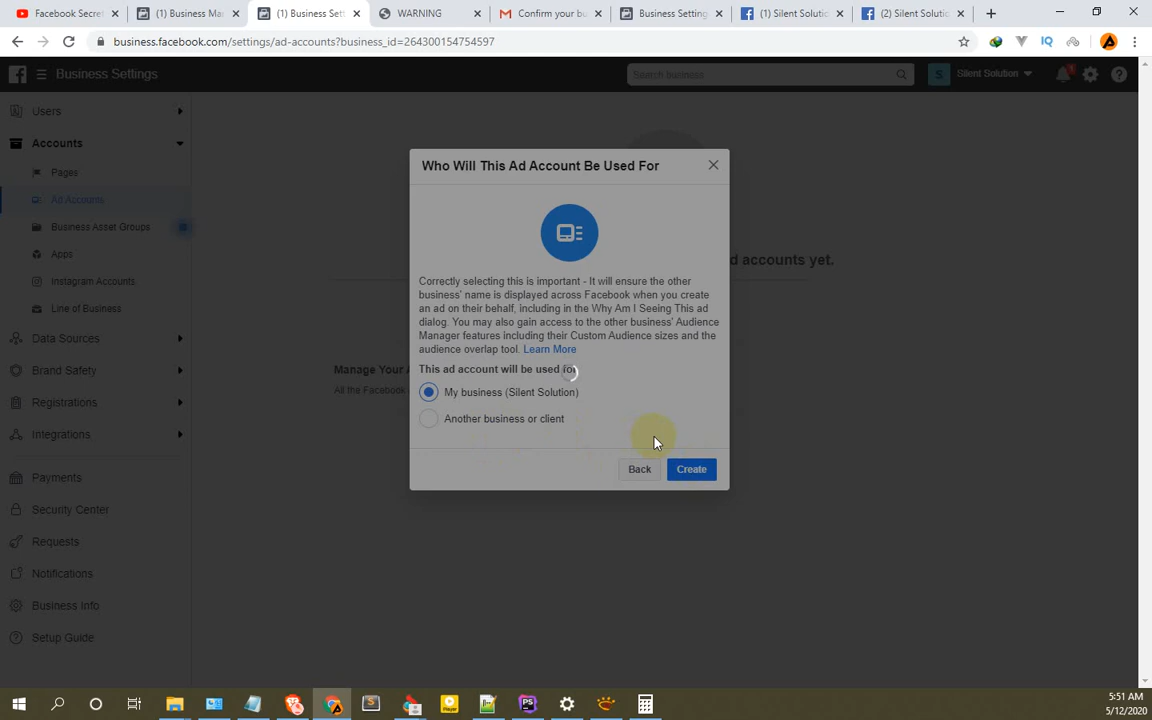 Facebook Secre
(1) Business Ma
(1) Business Sett
WARNING
Confirm your bu
Business Setting
(1) Silent Solutio
(2) Silent Solutio
business.facebook.com/settings/ad-accounts?business_id=264300154754597
Business Settings
Search Business
S
Silent Solution
Users
Accounts
Pages
Ad Accounts
Business Asset Groups
Apps
Instagram Accounts
Line of Business
Data Sources
Brand Safety
Registrations
Integrations
Payments
Security Center
Requests
Notifications
Business Info
Setup Guide
d accounts yet.
Manage Your A
All the Facebook
Who Will This Ad Account Be Used For
Correctly selecting this is important - It will ensure the other
business' name is displayed across Facebook when you create
an ad on their behalf, including in the Why Am I Seeing This ad
dialog. You may also gain access to the other business' Audience
Manager features including their Custom Audience sizes and the
audience overlap tool. Learn More
This ad account will be used for
My business (Silent Solution)
Another business or client
Back
Create
5:51 AM
5/12/2020